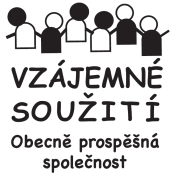 VZÁJEMNÉ
SOUŽITÍ
Obecně prospěšná
společnost